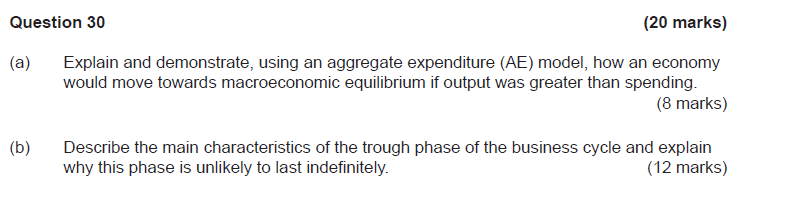 Question 30 (20 marks)
(a) Explain and demonstrate, using an aggregate expenditure (AE) model, how an economy
would move towards macroeconomic equilibrium if output was greater than spending.
(8 marks)
(b) Describe the main characteristics of the trough phase of the business cycle and explain
why this phase is unlikely to last indefinitely. (12 marks)